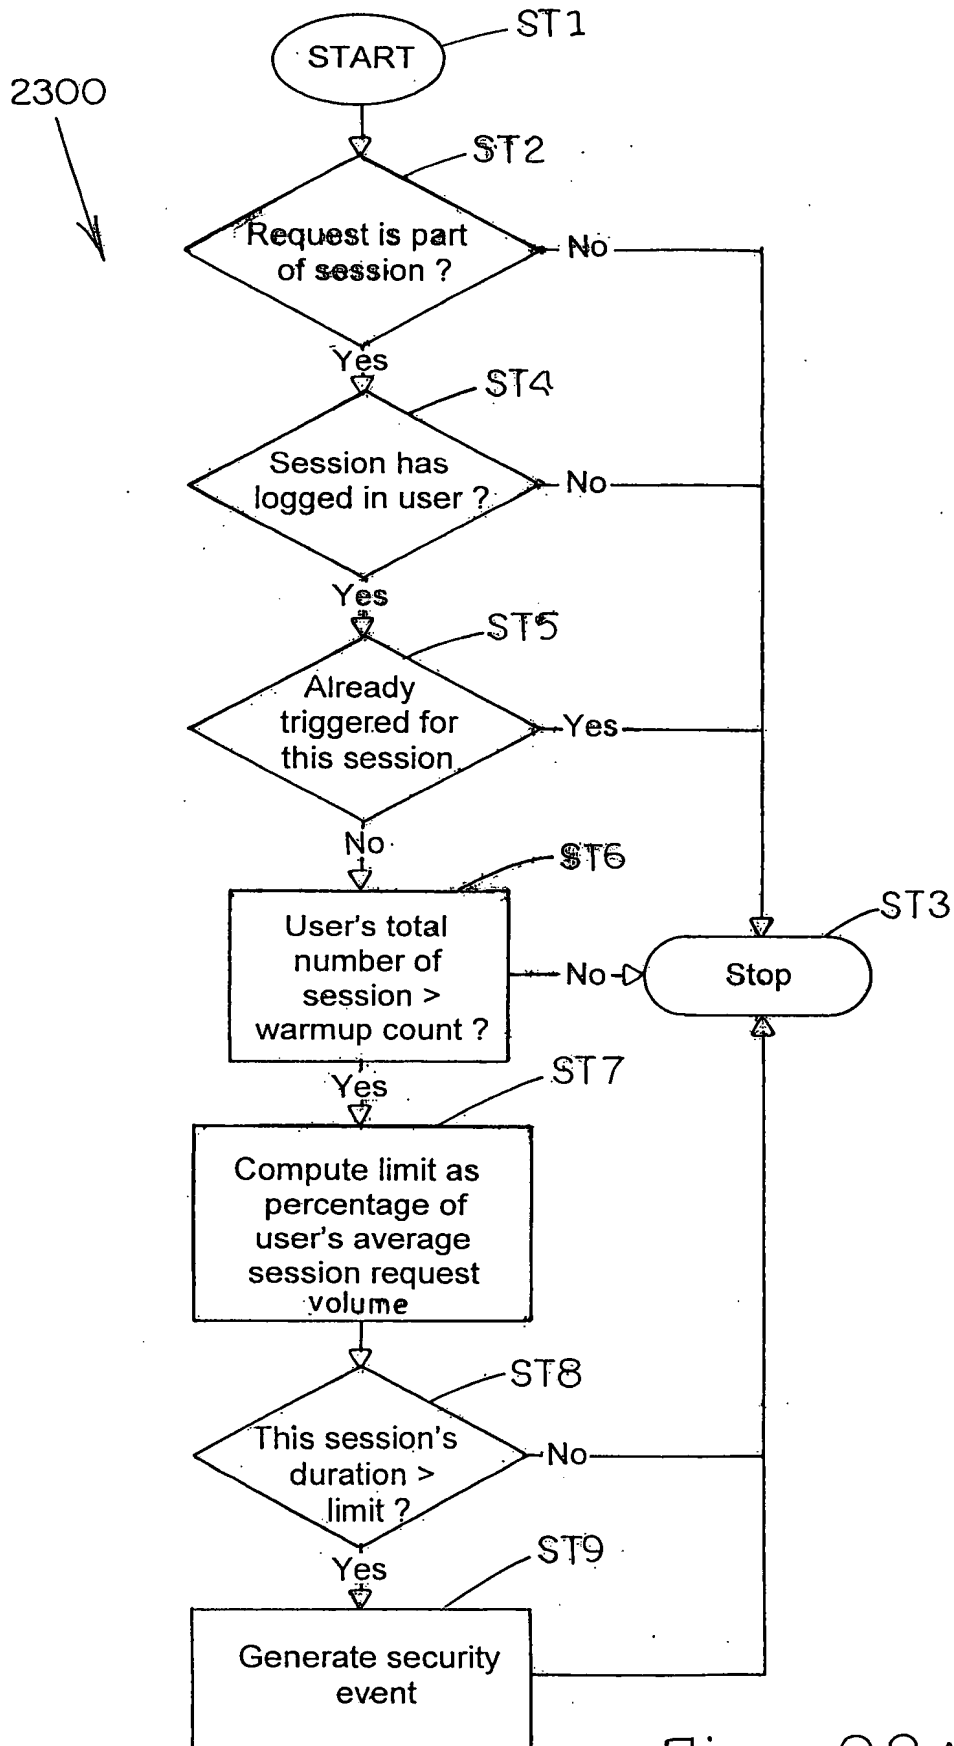 START
ST1
2300
ST2
Request is part
of session ?
No
Yes
ST4
Session has
logged in user ?
No
Yes
ST5
Already
triggered for
this session
Yes
No
ST6
User's total
number of
session >
warmup count ?
No
ST3
Stop
Yes
ST7
Compute limit as
percentage of
user's average
session request
volume
ST8
This session's
duration >
limit ?
No
Yes
ST9
Generate security
event